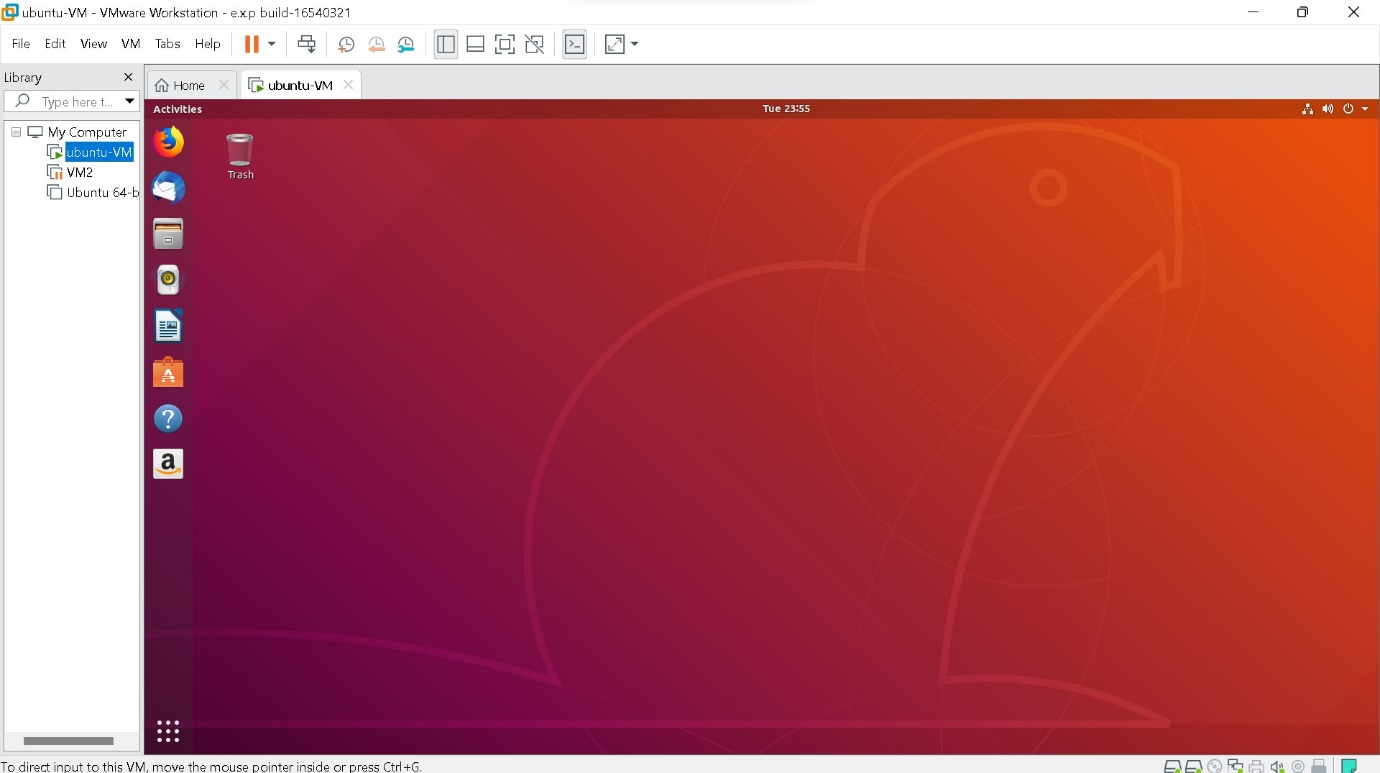 ubuntu-VM - VMware Workstation - e.x.p build-16540321
File Edit View VM Tabs Help
Library
Type here t...
Home
ubuntu-VM
My Computer
ubuntu-VM
VM2
Ubuntu 64-b
Activities
Tue 23:55
Trash
?
a
To direct input to this VM, move the mouse pointer inside or press Ctrl+G.